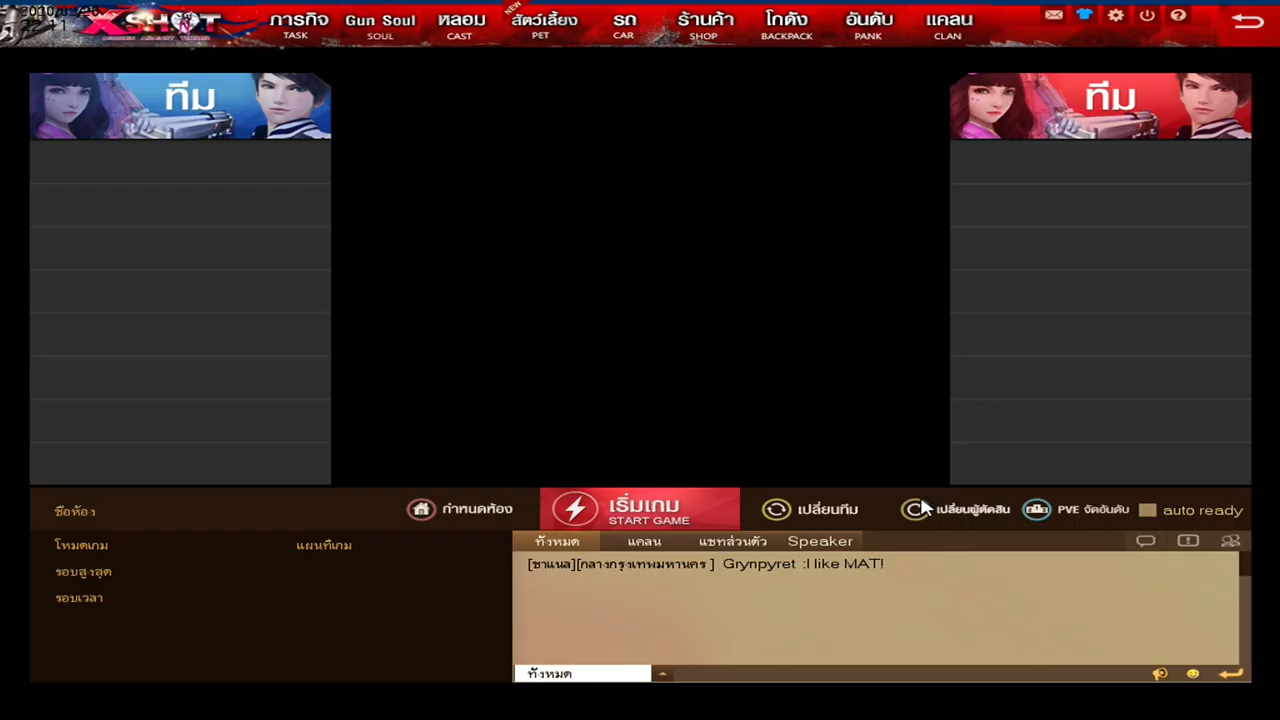 2010/02/26
XSHOT
ภารกิจ
TASK
Gun Soul
SOUL
หลอม
CAST
NEW
สัตว์เลี้ยง
PET
รถ
CAR
ร้านค้า
SHOP
โกดัง
BACKPACK
อันดับ
PANK
แคลน
CLAN
ทีม
ทีม
ชื่อห้อง
กำหนดห้อง
เริ่มเกม
START GAME
เปลี่ยนทีม
เปลี่ยนผู้ตัดสิน
PVE จัดอันดับ
auto ready
โหมดเกม
แผนที่เกม
รอบสูงสุด
รอบเวลา
ทั้งหมด
แคลน
แชทส่วนตัว
Speaker
[ชาแนล][กลางกรุงเทพมหานคร ] Grynpyret :I like MAT!
ทั้งหมด